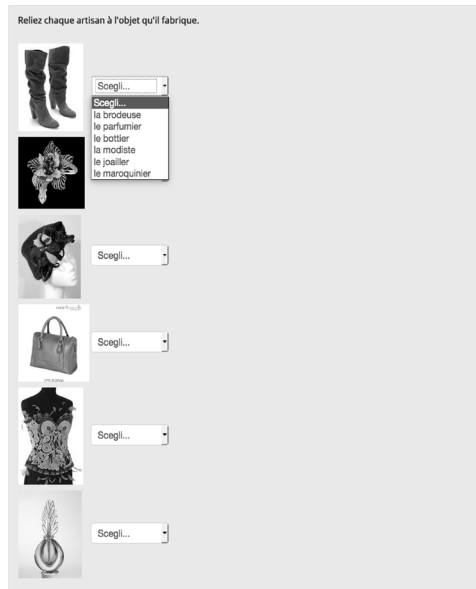 Reliez chaque artisan à l'objet qu'il fabrique.
Scegli...
Scegli...
la brodeuse
le parfumier
le bottier
la modiste
le joailler
le maroquinier
Scegli...
Scegli...
Scegli...
Scegli...